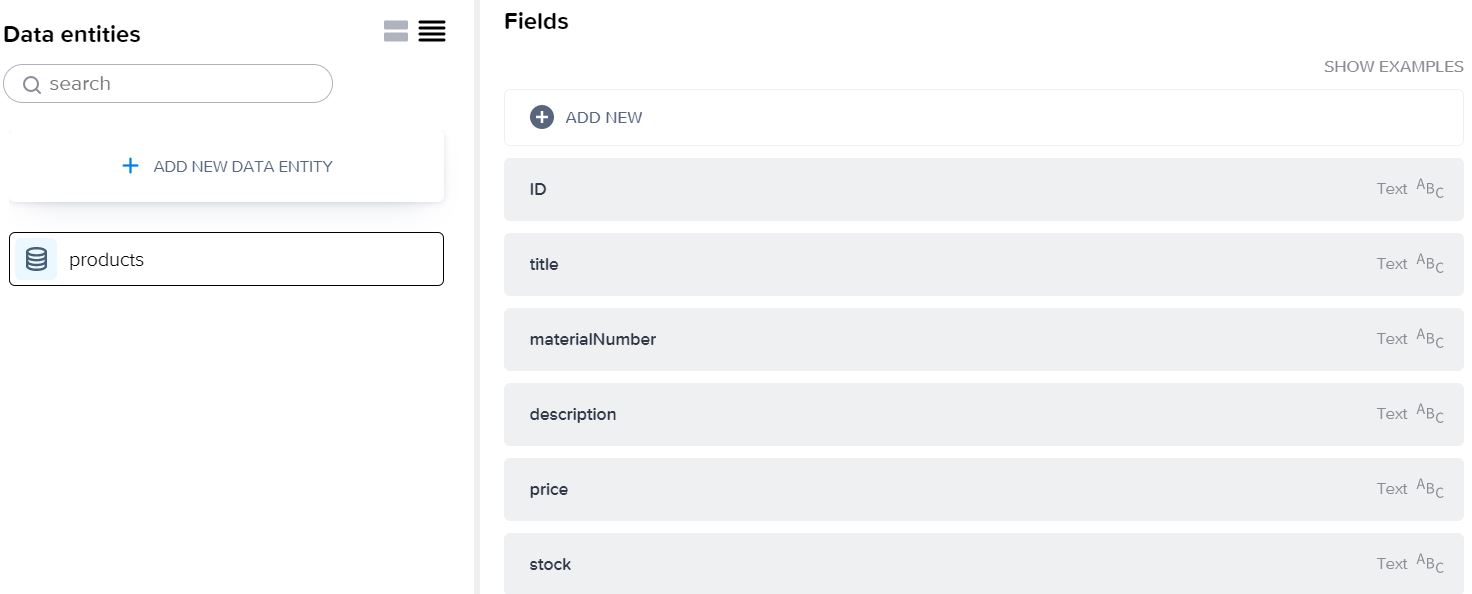 Data entities
search
ADD NEW DATA ENTITY
products
Fields
SHOW EXAMPLES
ADD NEW
ID Text ABC
title Text ABC
materialNumber Text ABC
description Text ABC
price Text ABC
stock Text ABC